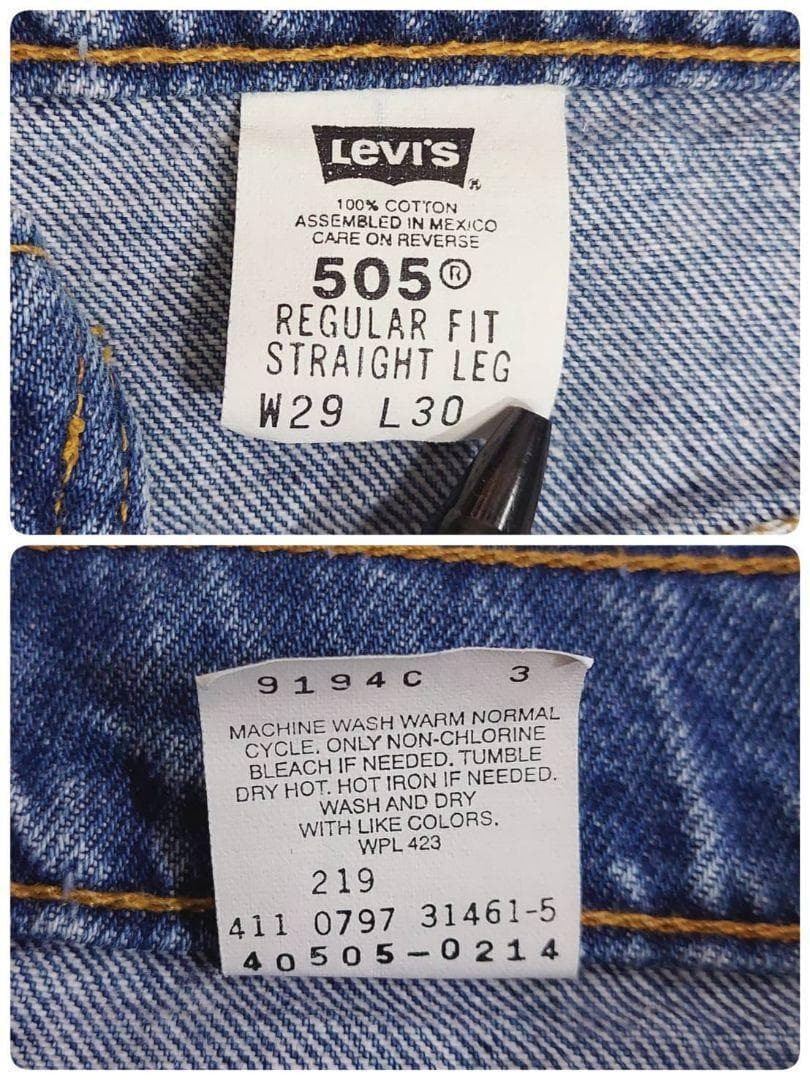 Levi's ®
100% COTTON
ASSEMBLED IN MEXICO
CARE ON REVERSE
505®
REGULAR FIT
STRAIGHT LEG
W29 L30
9194C 3
MACHINE WASH WARM NORMAL
CYCLE. ONLY NON-CHLORINE
BLEACH IF NEEDED. TUMBLE
DRY HOT. HOT IRON IF NEEDED.
WASH AND DRY
WITH LIKE COLORS.
WPL 423
219
411 0797 31461-5
40505-0214